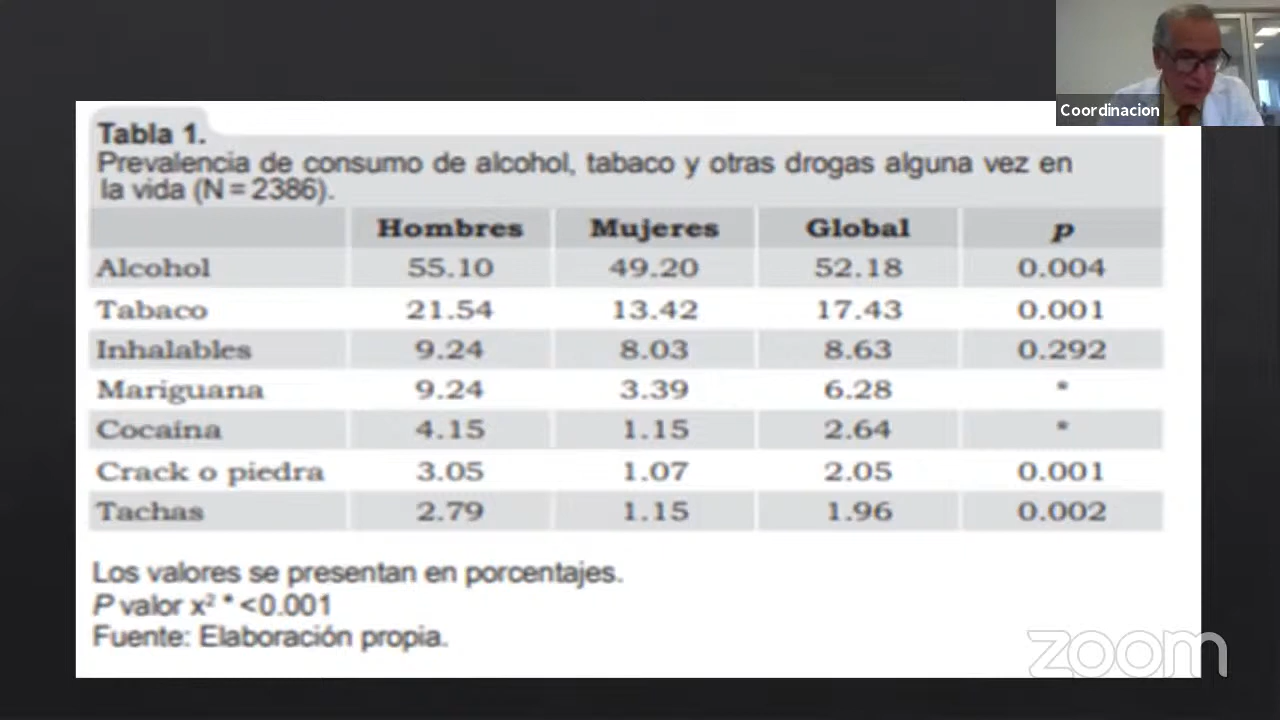 Coordinacion
Tabla 1.
Prevalencia de consumo de alcohol, tabaco y otras drogas alguna vez en
la vida (N = 2386).
Hombres Mujeres Global p
Alcohol 55.10 49.20 52.18 0.004
Tabaco 21.54 13.42 17.43 0.001
Inhalables 9.24 8.03 8.63 0.292
Mariguana 9.24 3.39 6.28 *
Cocaína 4.15 1.15 2.64 *
Crack o piedra 3.05 1.07 2.05 0.001
Tachas 2.79 1.15 1.96 0.002
Los valores se presentan en porcentajes.
P valor x² * <0.001
Fuente: Elaboración propia.
zoom